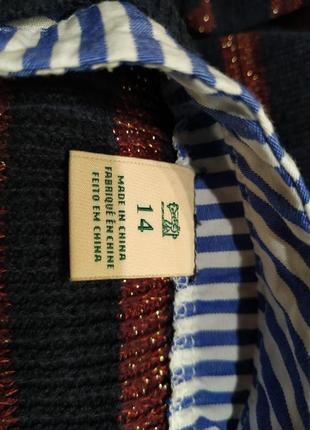 14
MADE IN CHINA
FABRIQUÉ EN CHINE
FEITO EM CHINA